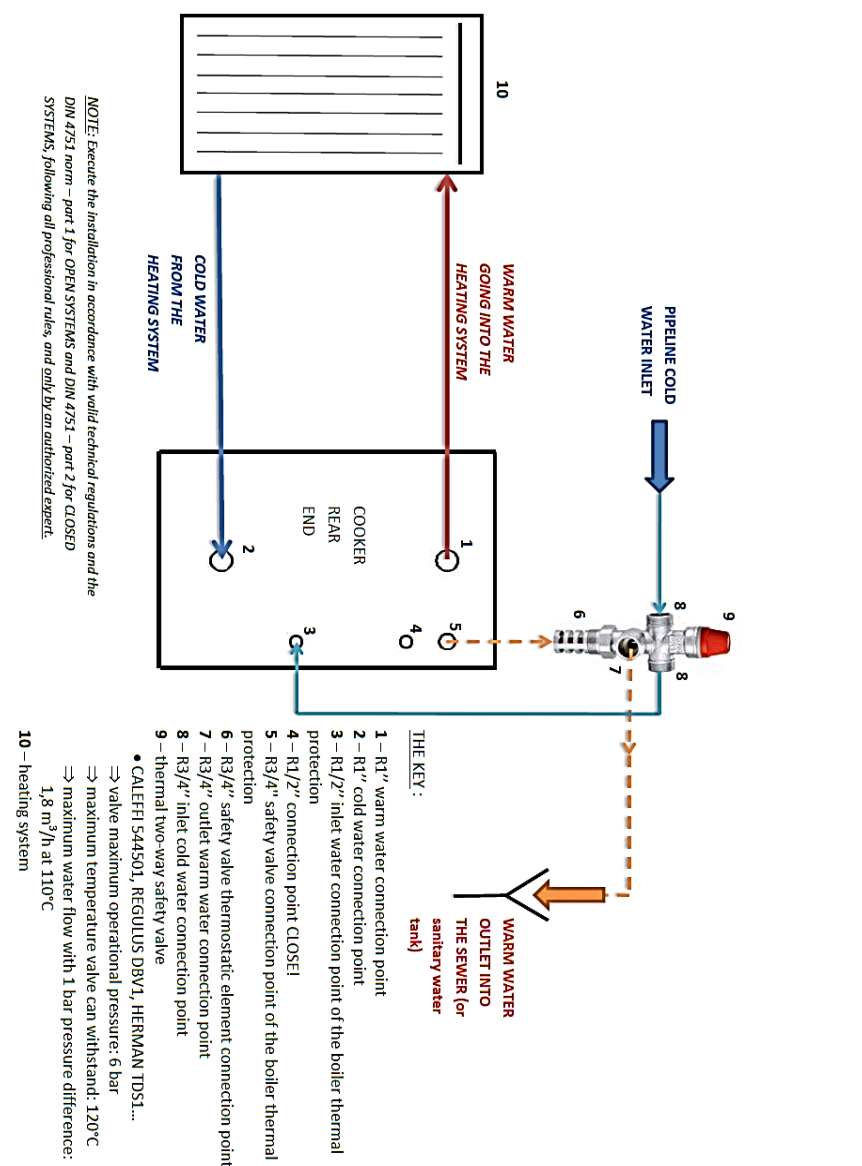 PIPELINE COLD
WATER INLET
9
8
8
6
7
10
WARM WATER
GOING INTO THE
HEATING SYSTEM
WARM WATER
OUTLET INTO
THE SEWER (or
sanitary water
tank)
1
5
4
COOKER
REAR
END
3
2
COLD WATER
FROM THE
HEATING SYSTEM
THE KEY :
1 – R1’’ warm water connection point
2 – R1’’ cold water connection point
3 – R1/2’’ inlet water connection point of the boiler thermal
protection
4 – R1/2’’ connection point CLOSE!
5 – R3/4" safety valve connection point of the boiler thermal
protection
6 – R3/4’’ safety valve thermostatic element connection point
7 – R3/4’’ outlet warm water connection point
8 – R3/4’’ inlet cold water connection point
9 – thermal two-way safety valve
• CALEFFI 544501, REGULUS DBV1, HERMAN TDS1...
⇒ valve maximum operational pressure: 6 bar
⇒ maximum temperature valve can withstand: 120°C
⇒ maximum water flow with 1 bar pressure difference:
1,8 m³/h at 110°C
10 – heating system
NOTE: Execute the installation in accordance with valid technical regulations and the
DIN 4751 norm – part 1 for OPEN SYSTEMS and DIN 4751 – part 2 for CLOSED
SYSTEMS, following all professional rules, and only by an authorized expert.